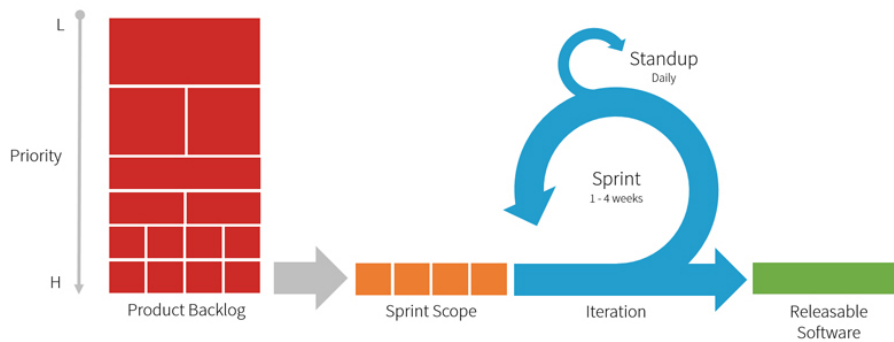 L
Priority
H
Product Backlog
Sprint Scope
Standup
Daily
Sprint
1 - 4 weeks
Iteration
Releasable
Software